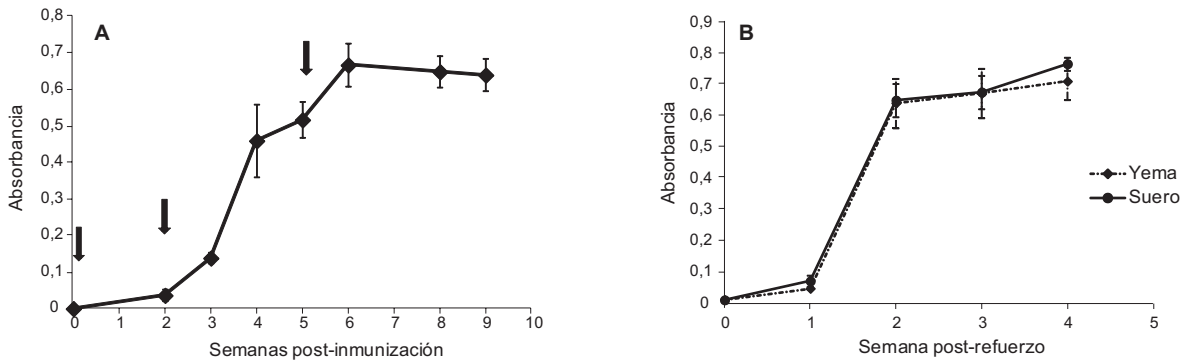 A
0,8
0,7
0,6
0,5
0,4
0,3
0,2
0,1
0
Absorbancia
0 1 2 3 4 5 6 7 8 9 10
Semanas post-inmunización
B
0,9
0,8
0,7
0,6
0,5
0,4
0,3
0,2
0,1
0
Absorbancia
0 1 2 3 4 5
Semana post-refuerzo
Yema
Suero